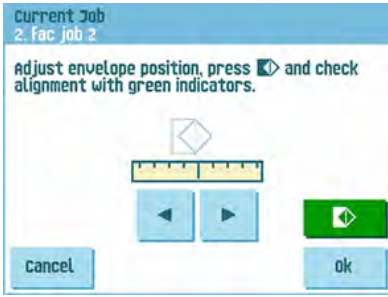 Current Job
2. Fac job 2
Adjust envelope position, press and check
alignment with green indicators.
Cancel
Ok